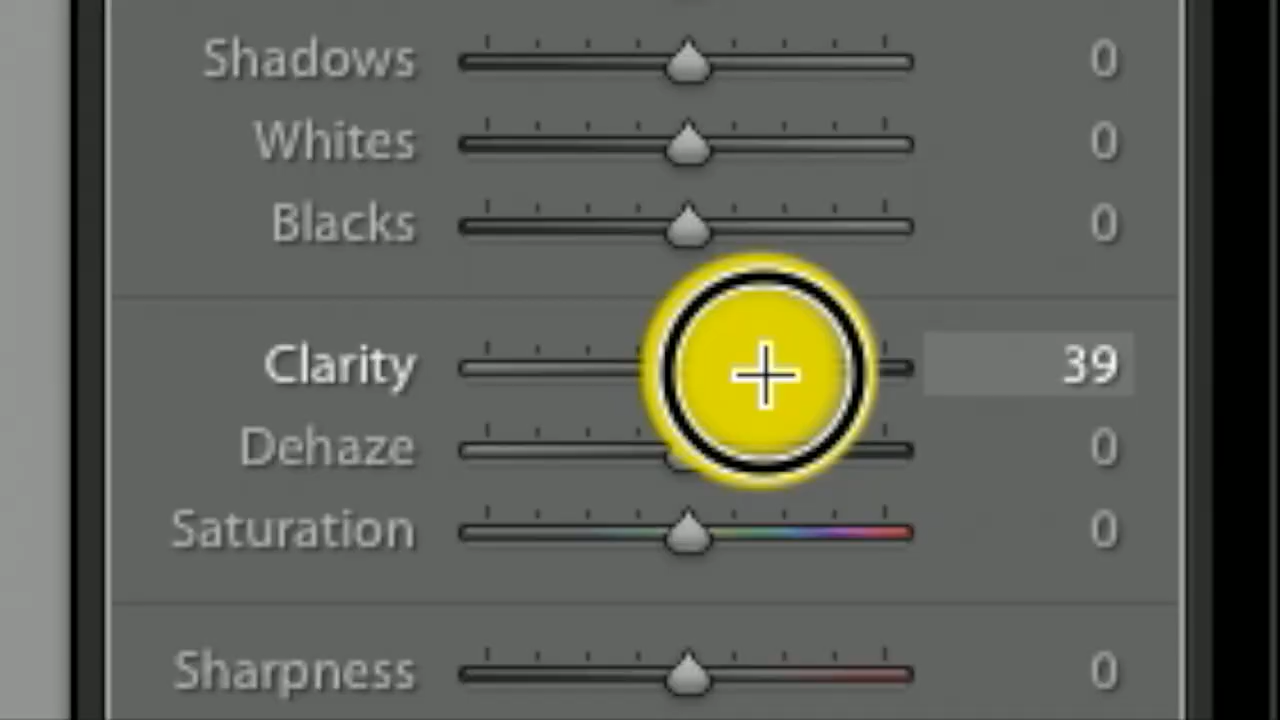 Shadows 0
Whites 0
Blacks 0
Clarity 39
Dehaze 0
Saturation 0
Sharpness 0